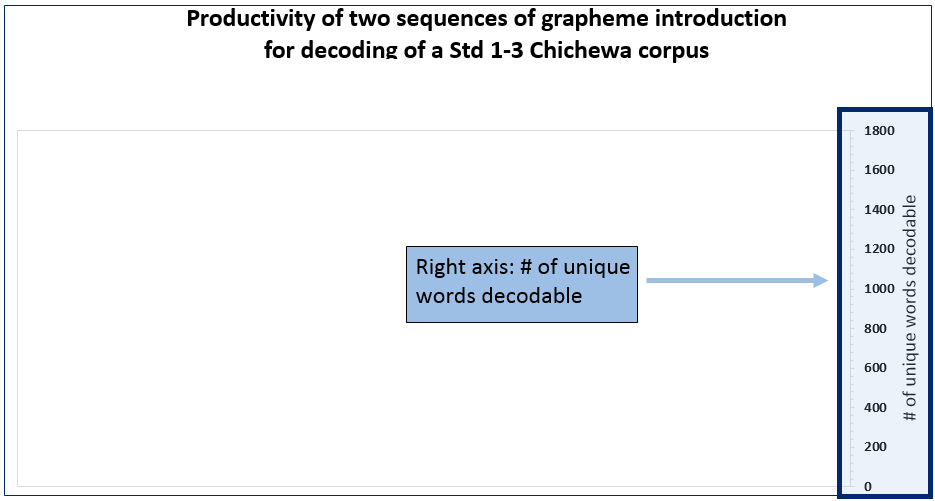 Productivity of two sequences of grapheme introduction
for decoding of a Std 1-3 Chichewa corpus
1800
1600
1400
1200
1000
800
600
400
200
0
# of unique words decodable
Right axis: # of unique
words decodable